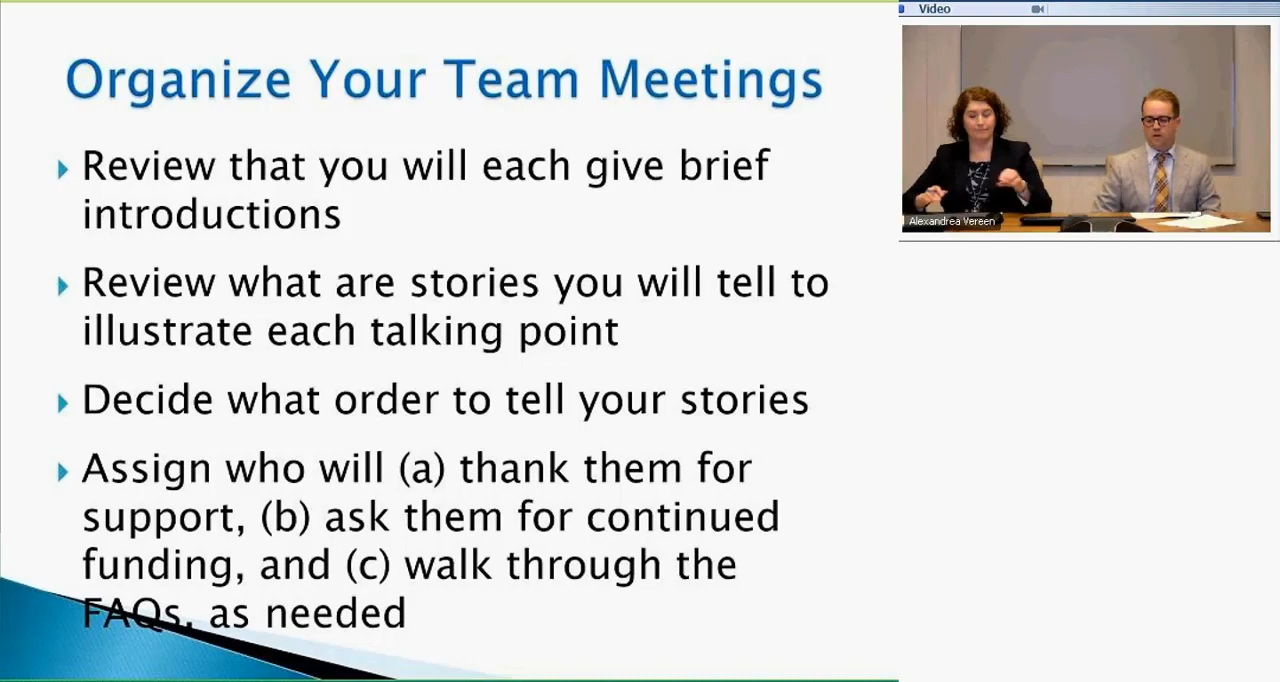 Organize Your Team Meetings
Review that you will each give brief
introductions
Review what are stories you will tell to
illustrate each talking point
Decide what order to tell your stories
Assign who will (a) thank them for
support, (b) ask them for continued
funding, and (c) walk through the
FAQs, as needed
Video
Alexandrea Vereen